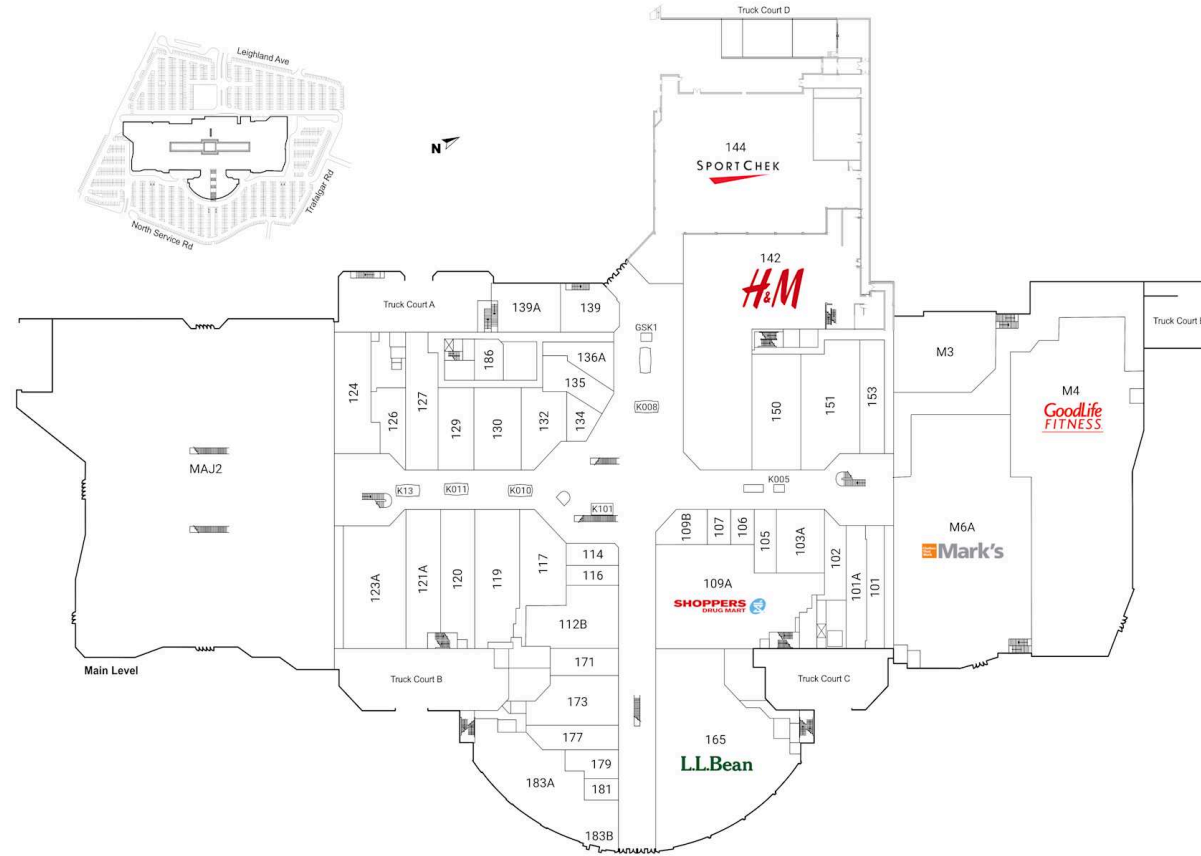 Truck Court D
Leighland Ave
N
Trafalgar Rd
North Service Rd
144
SPORTCHEK
142
H&M
Truck Court A
139A
139
GSK1
Truck Court
M3
M4
GoodLife
FITNESS
124
126
127
186
129
130
132
136A
135
134
K008
150
151
153
MAJ2
K13
K011
K010
K101
K005
M6A
Mark's
123A
121A
120
119
117
114
116
112B
109B
107
106
105
103A
102
101A
101
109A
SHOPPERS
DRUG MART
Main Level
Truck Court B
171
173
177
179
181
183A
183B
Truck Court C
165
L.L.Bean